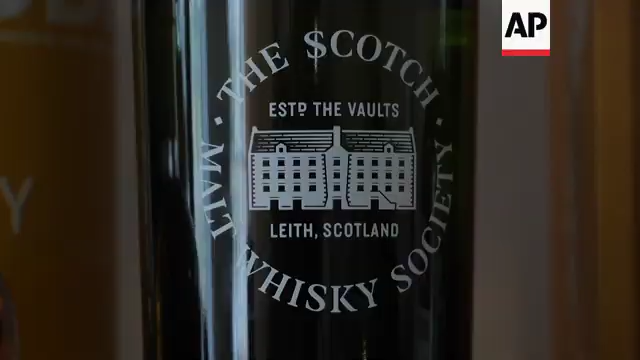 AP
THE $COTCH
MALT WHISKY SOCIETY
ESTD THE VAULTS
LEITH, SCOTLAND
Y